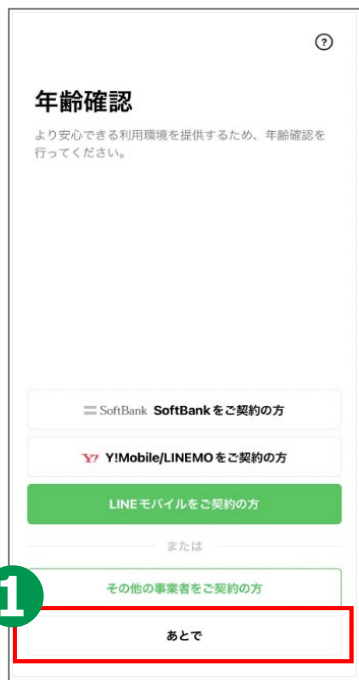 ?
年齢確認
より安心できる利用環境を提供するため、年齢確認を
行ってください。
SoftBank SoftBankをご契約の方
Y! Y!Mobile/LINEMOをご契約の方
LINEモバイルをご契約の方
または
その他の事業者をご契約の方
1
あとで